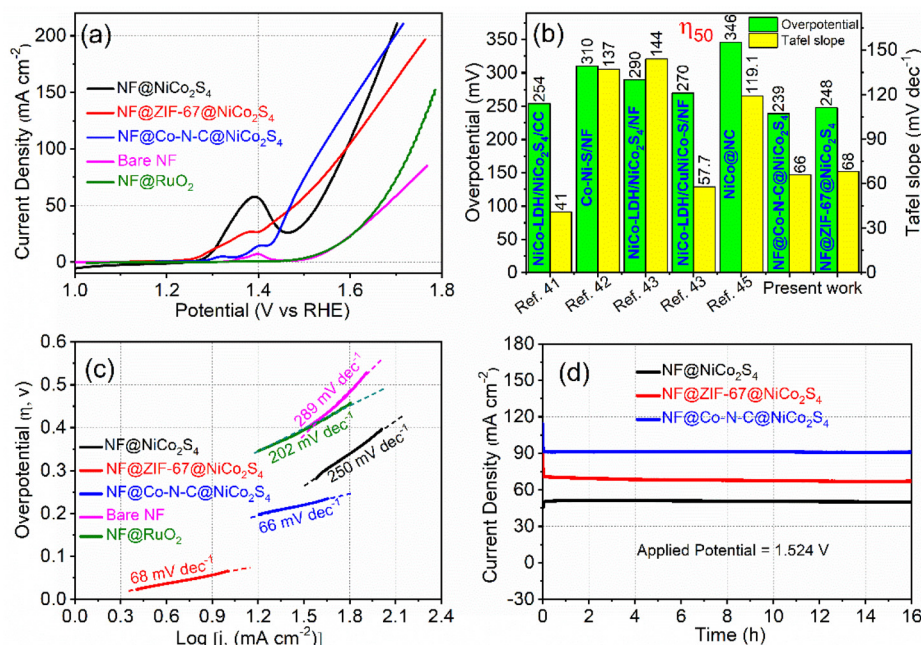 (a)
NF@NiCo₂S₄
NF@ZIF-67@NiCo₂S₄
NF@Co-N-C@NiCo₂S₄
Bare NF
NF@RuO₂
200
150
100
50
0
Current Density (mA cm⁻²)
1.0 1.2 1.4 1.6 1.8
Potential (V vs RHE)
(b)
η₅₀
Overpotential
Tafel slope
350
300
250
200
150
100
50
0
Overpotential (mV)
150
120
90
60
30
0
Tafel slope (mV dec⁻¹)
254
41
310
137
290
144
270
57.7
346
119.1
239
66
248
68
NiCo-LDH/NiCo₂S₄/CC
Co-Ni-S/NF
NiCo-LDH/NiCo₂S₄/NF
NiCo-LDH/CuNiCo-S/NF
NiCo@NC
NF@Co-N-C@NiCo₂S₄
NF@ZIF-67@NiCo₂S₄
Ref. 41
Ref. 42
Ref. 43
Ref. 43
Ref. 45
Present work
(c)
NF@NiCo₂S₄
NF@ZIF-67@NiCo₂S₄
NF@Co-N-C@NiCo₂S₄
Bare NF
NF@RuO₂
289 mV dec⁻¹
202 mV dec⁻¹
250 mV dec⁻¹
66 mV dec⁻¹
68 mV dec⁻¹
0.6
0.5
0.4
0.3
0.2
0.1
0.0
Overpotential (η, v)
0.0 0.3 0.6 0.9 1.2 1.5 1.8 2.1 2.4
Log [j, (mA cm⁻²)]
(d)
NF@NiCo₂S₄
NF@ZIF-67@NiCo₂S₄
NF@Co-N-C@NiCo₂S₄
Applied Potential = 1.524 V
180
150
120
90
60
30
0
-30
Current Density (mA cm⁻²)
0 2 4 6 8 10 12 14 16
Time (h)